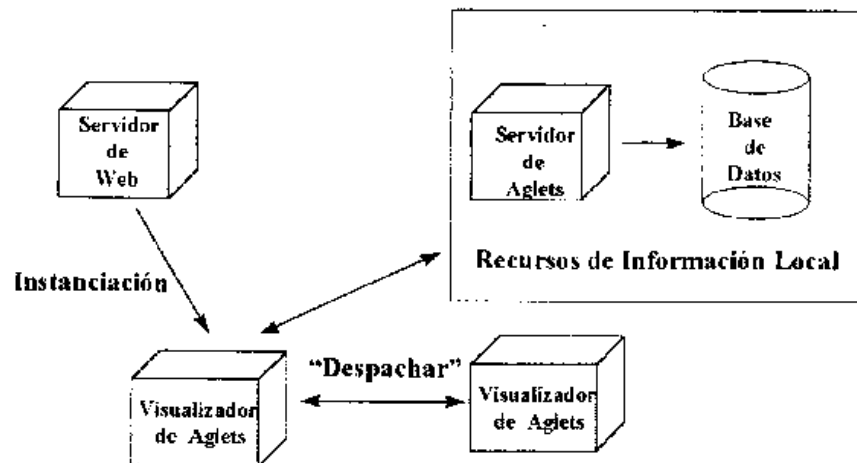 Servidor
de
Web
Servidor
de
Aglets
Base
de
Datos
Recursos de Información Local
Instanciación
"Despachar"
Visualizador
de Aglets
Visualizador
de Aglets